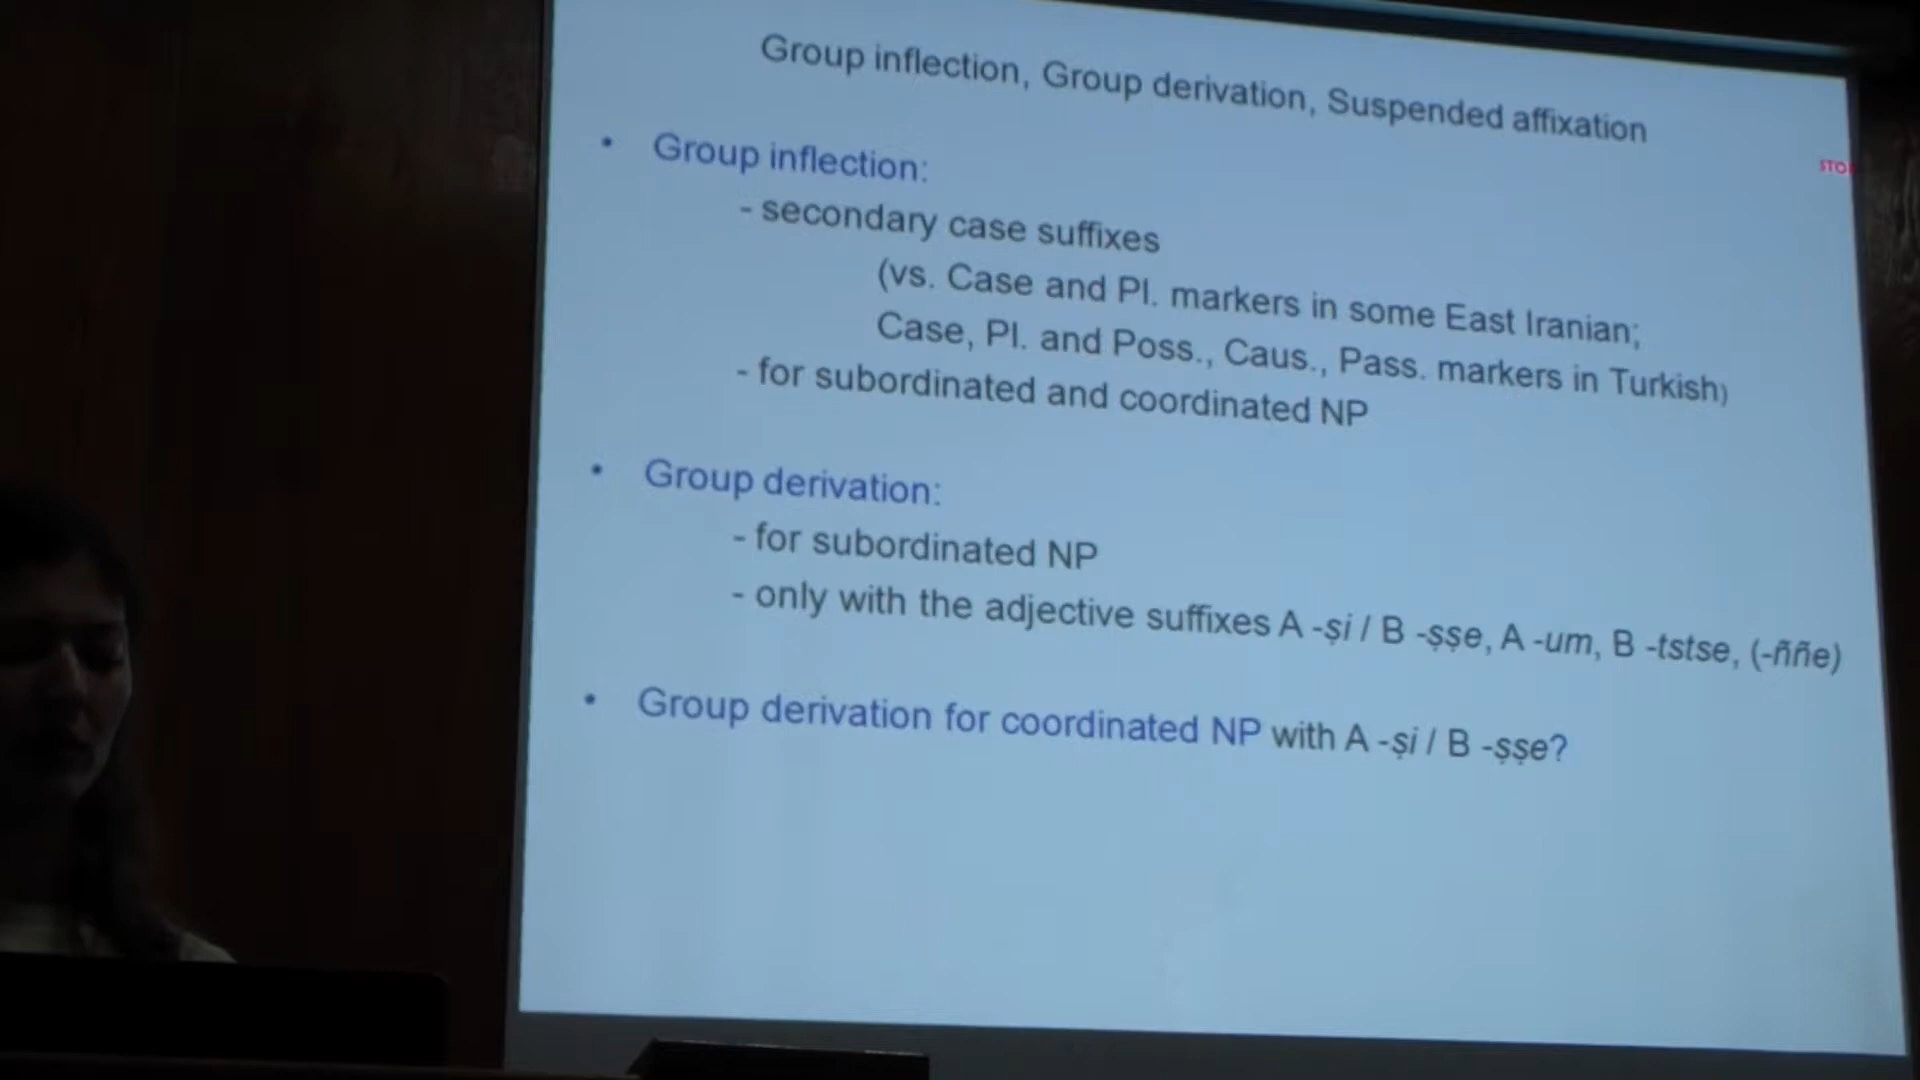 Group inflection, Group derivation, Suspended affixation
• Group inflection:
- secondary case suffixes
(vs. Case and Pl. markers in some East Iranian;
Case, Pl. and Poss., Caus., Pass. markers in Turkish)
- for subordinated and coordinated NP
• Group derivation:
- for subordinated NP
- only with the adjective suffixes A -ṣi / B -ṣṣe, A -um, B -tstse, (-ññe)
• Group derivation for coordinated NP with A -ṣi / B -ṣṣe?